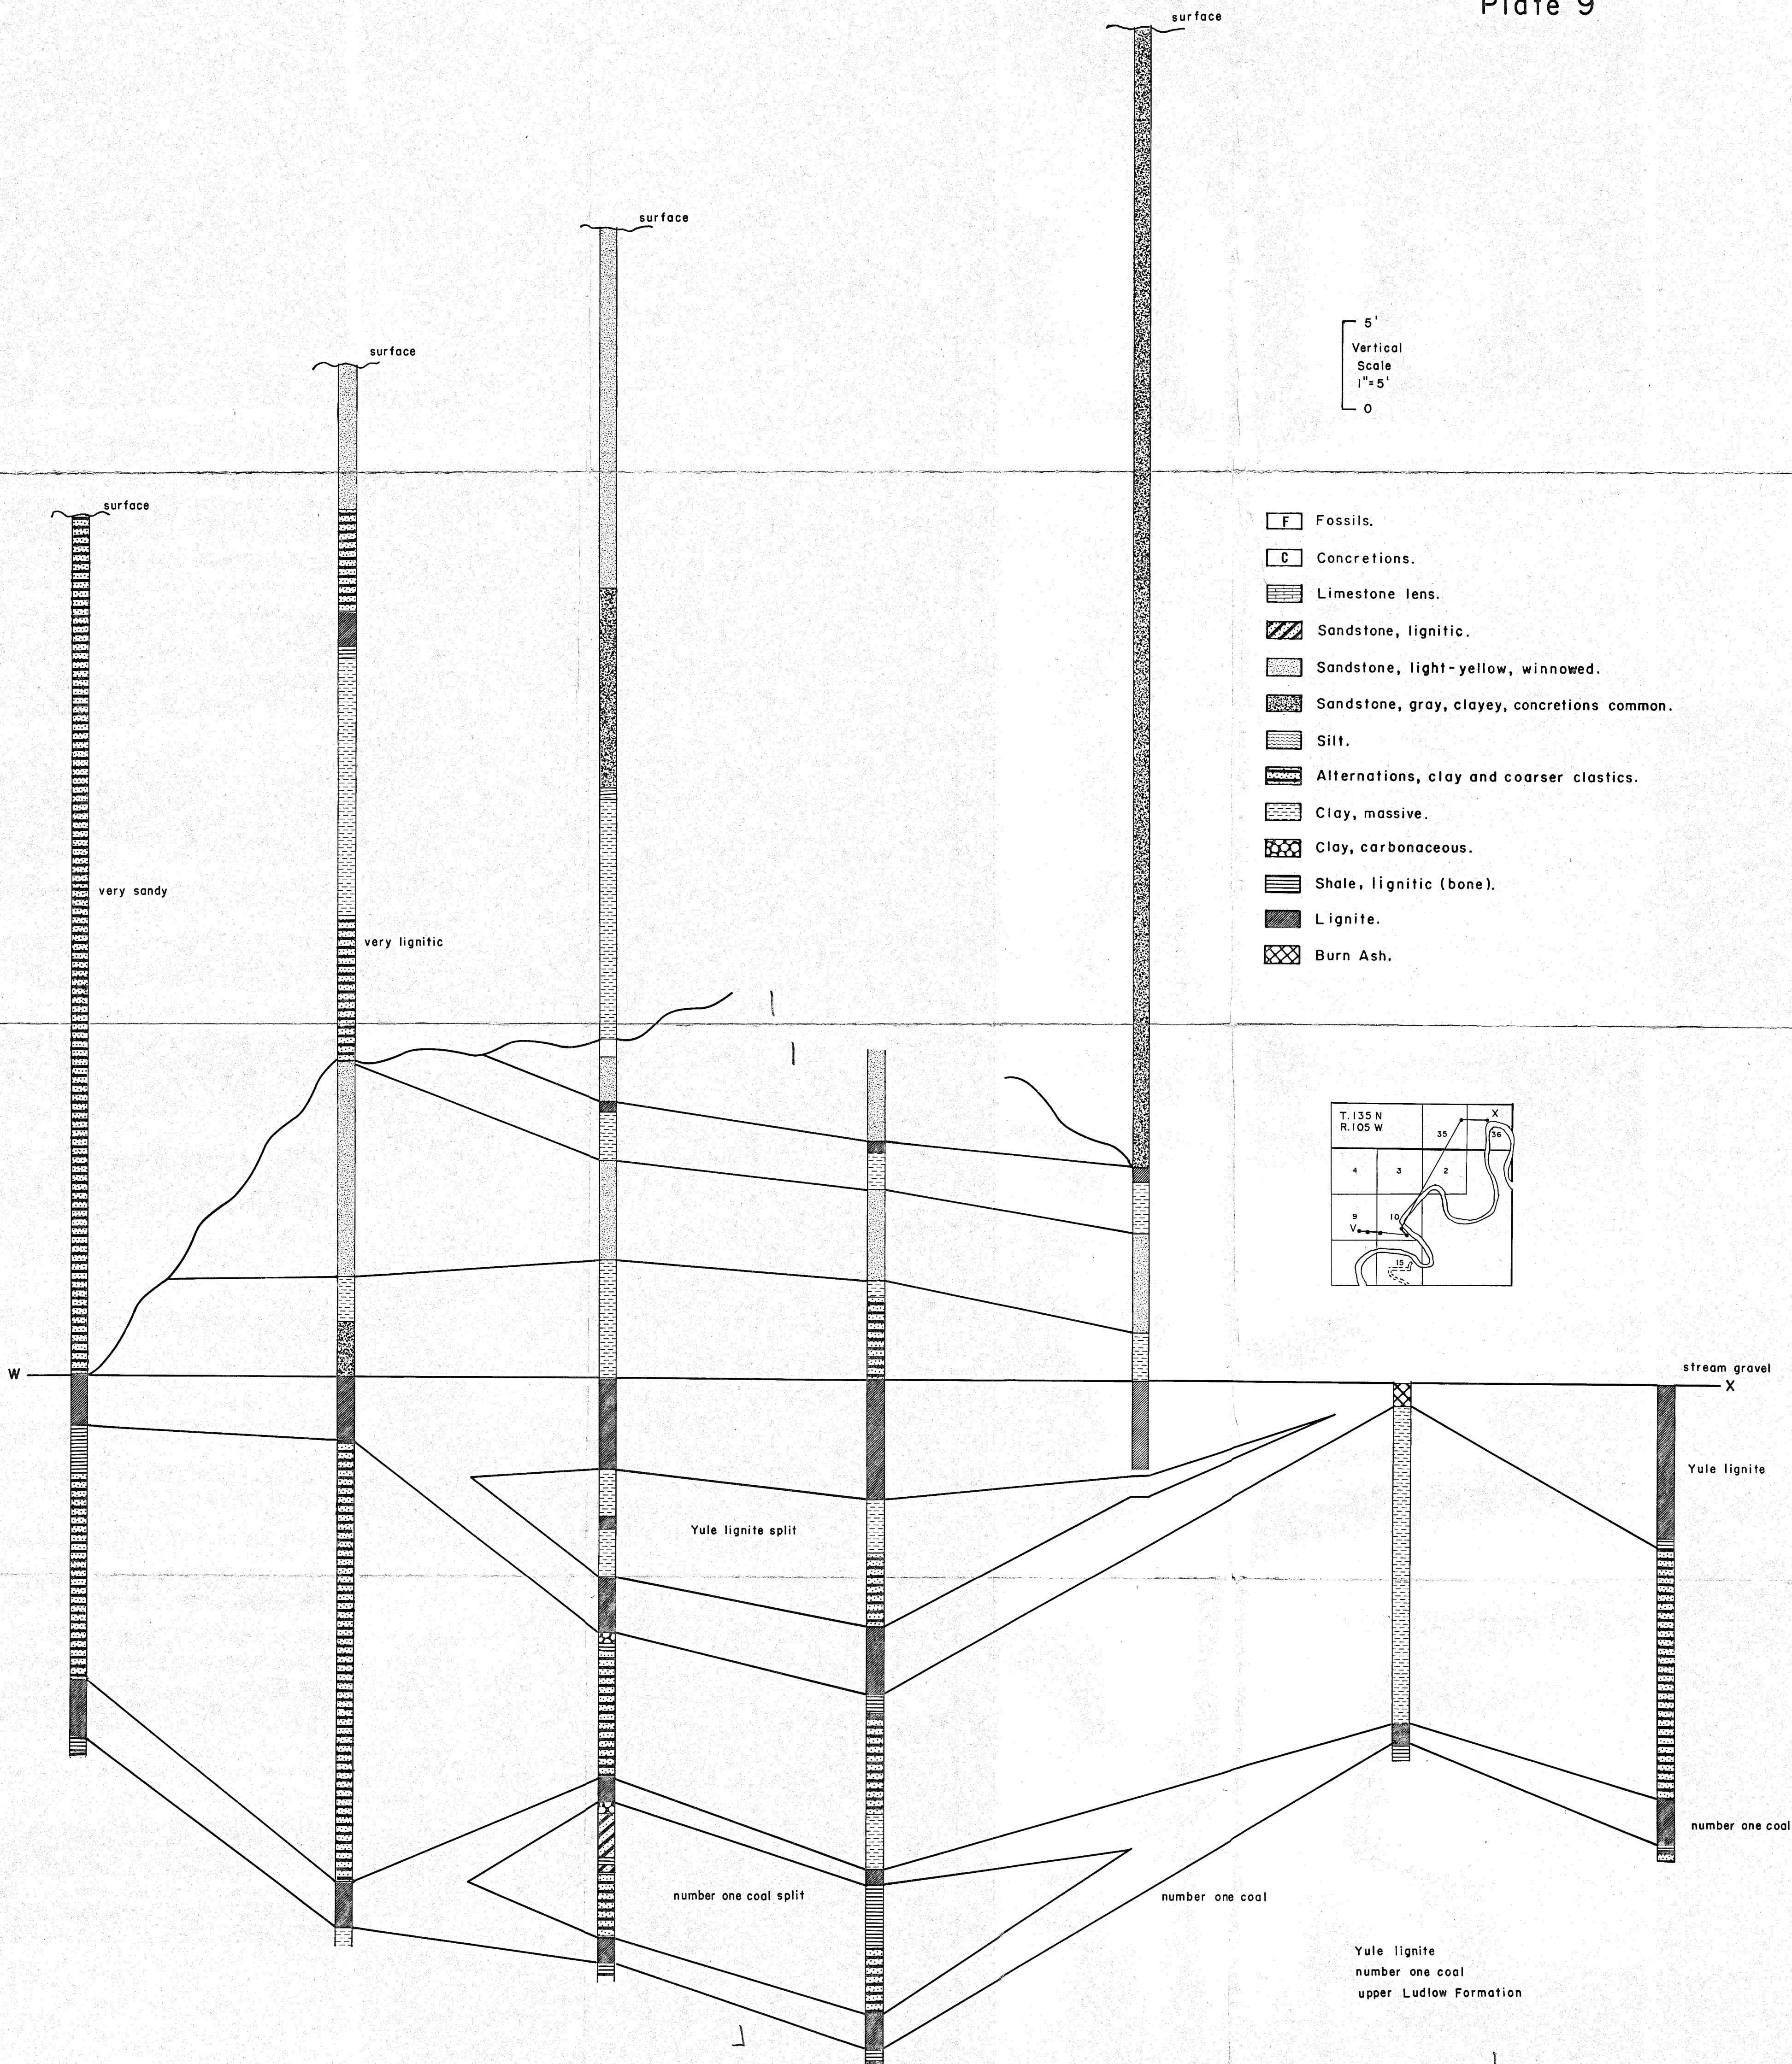 Plate 9
surface
surface
surface
surface
5'
Vertical
Scale
1"=5'
0
F Fossils.
C Concretions.
Limestone lens.
Sandstone, lignitic.
Sandstone, light-yellow, winnowed.
Sandstone, gray, clayey, concretions common.
Silt.
Alternations, clay and coarser clastics.
Clay, massive.
Clay, carbonaceous.
Shale, lignitic (bone).
Lignite.
Burn Ash.
very sandy
very lignitic
T. 135 N
R. 105 W
X
35
36
4
3
2
9
10
V
15
W
stream gravel
X
Yule lignite
Yule lignite split
number one coal
number one coal split
number one coal
Yule lignite
number one coal
upper Ludlow Formation